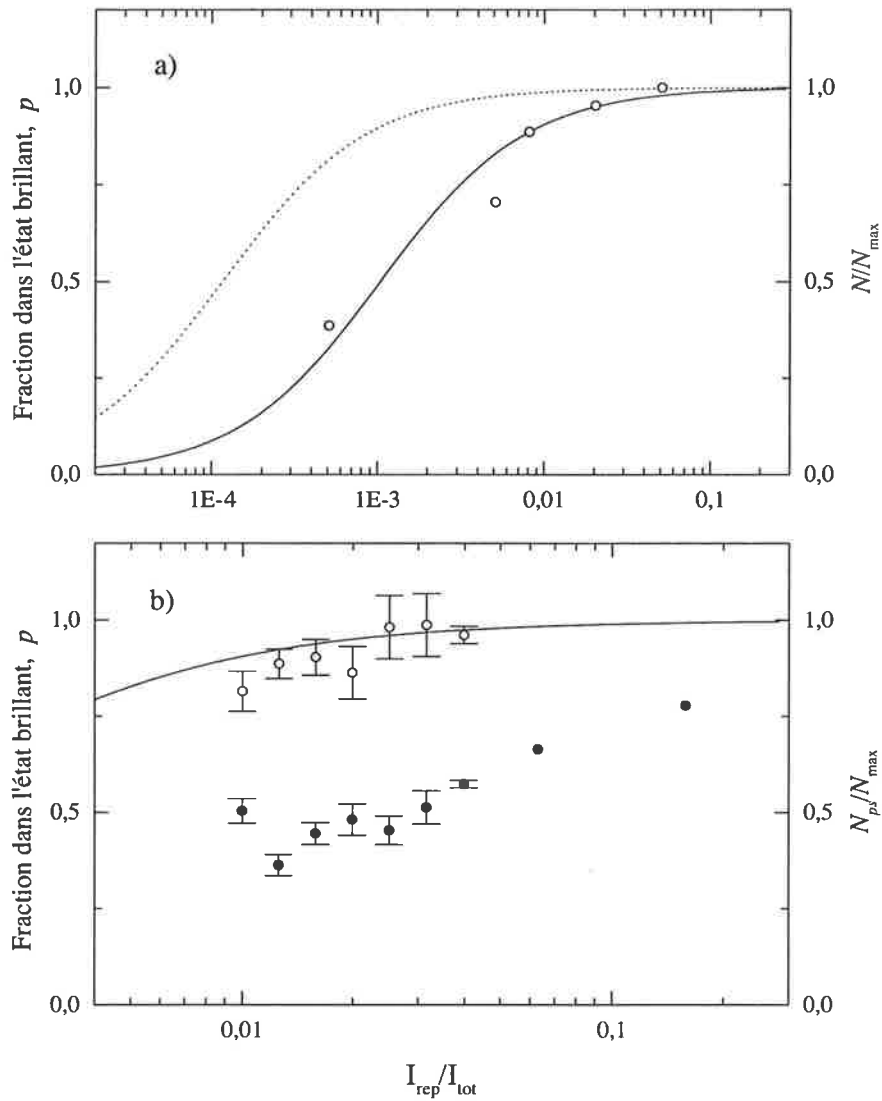 a)
Fraction dans l'état brillant, p
1,0
0,5
0,0
1,0
0,5
0,0
N/N_max
1E-4 1E-3 0,01 0,1
b)
Fraction dans l'état brillant, p
1,0
0,5
0,0
1,0
0,5
0,0
N_ps/N_max
0,01 0,1
I_rep/I_tot